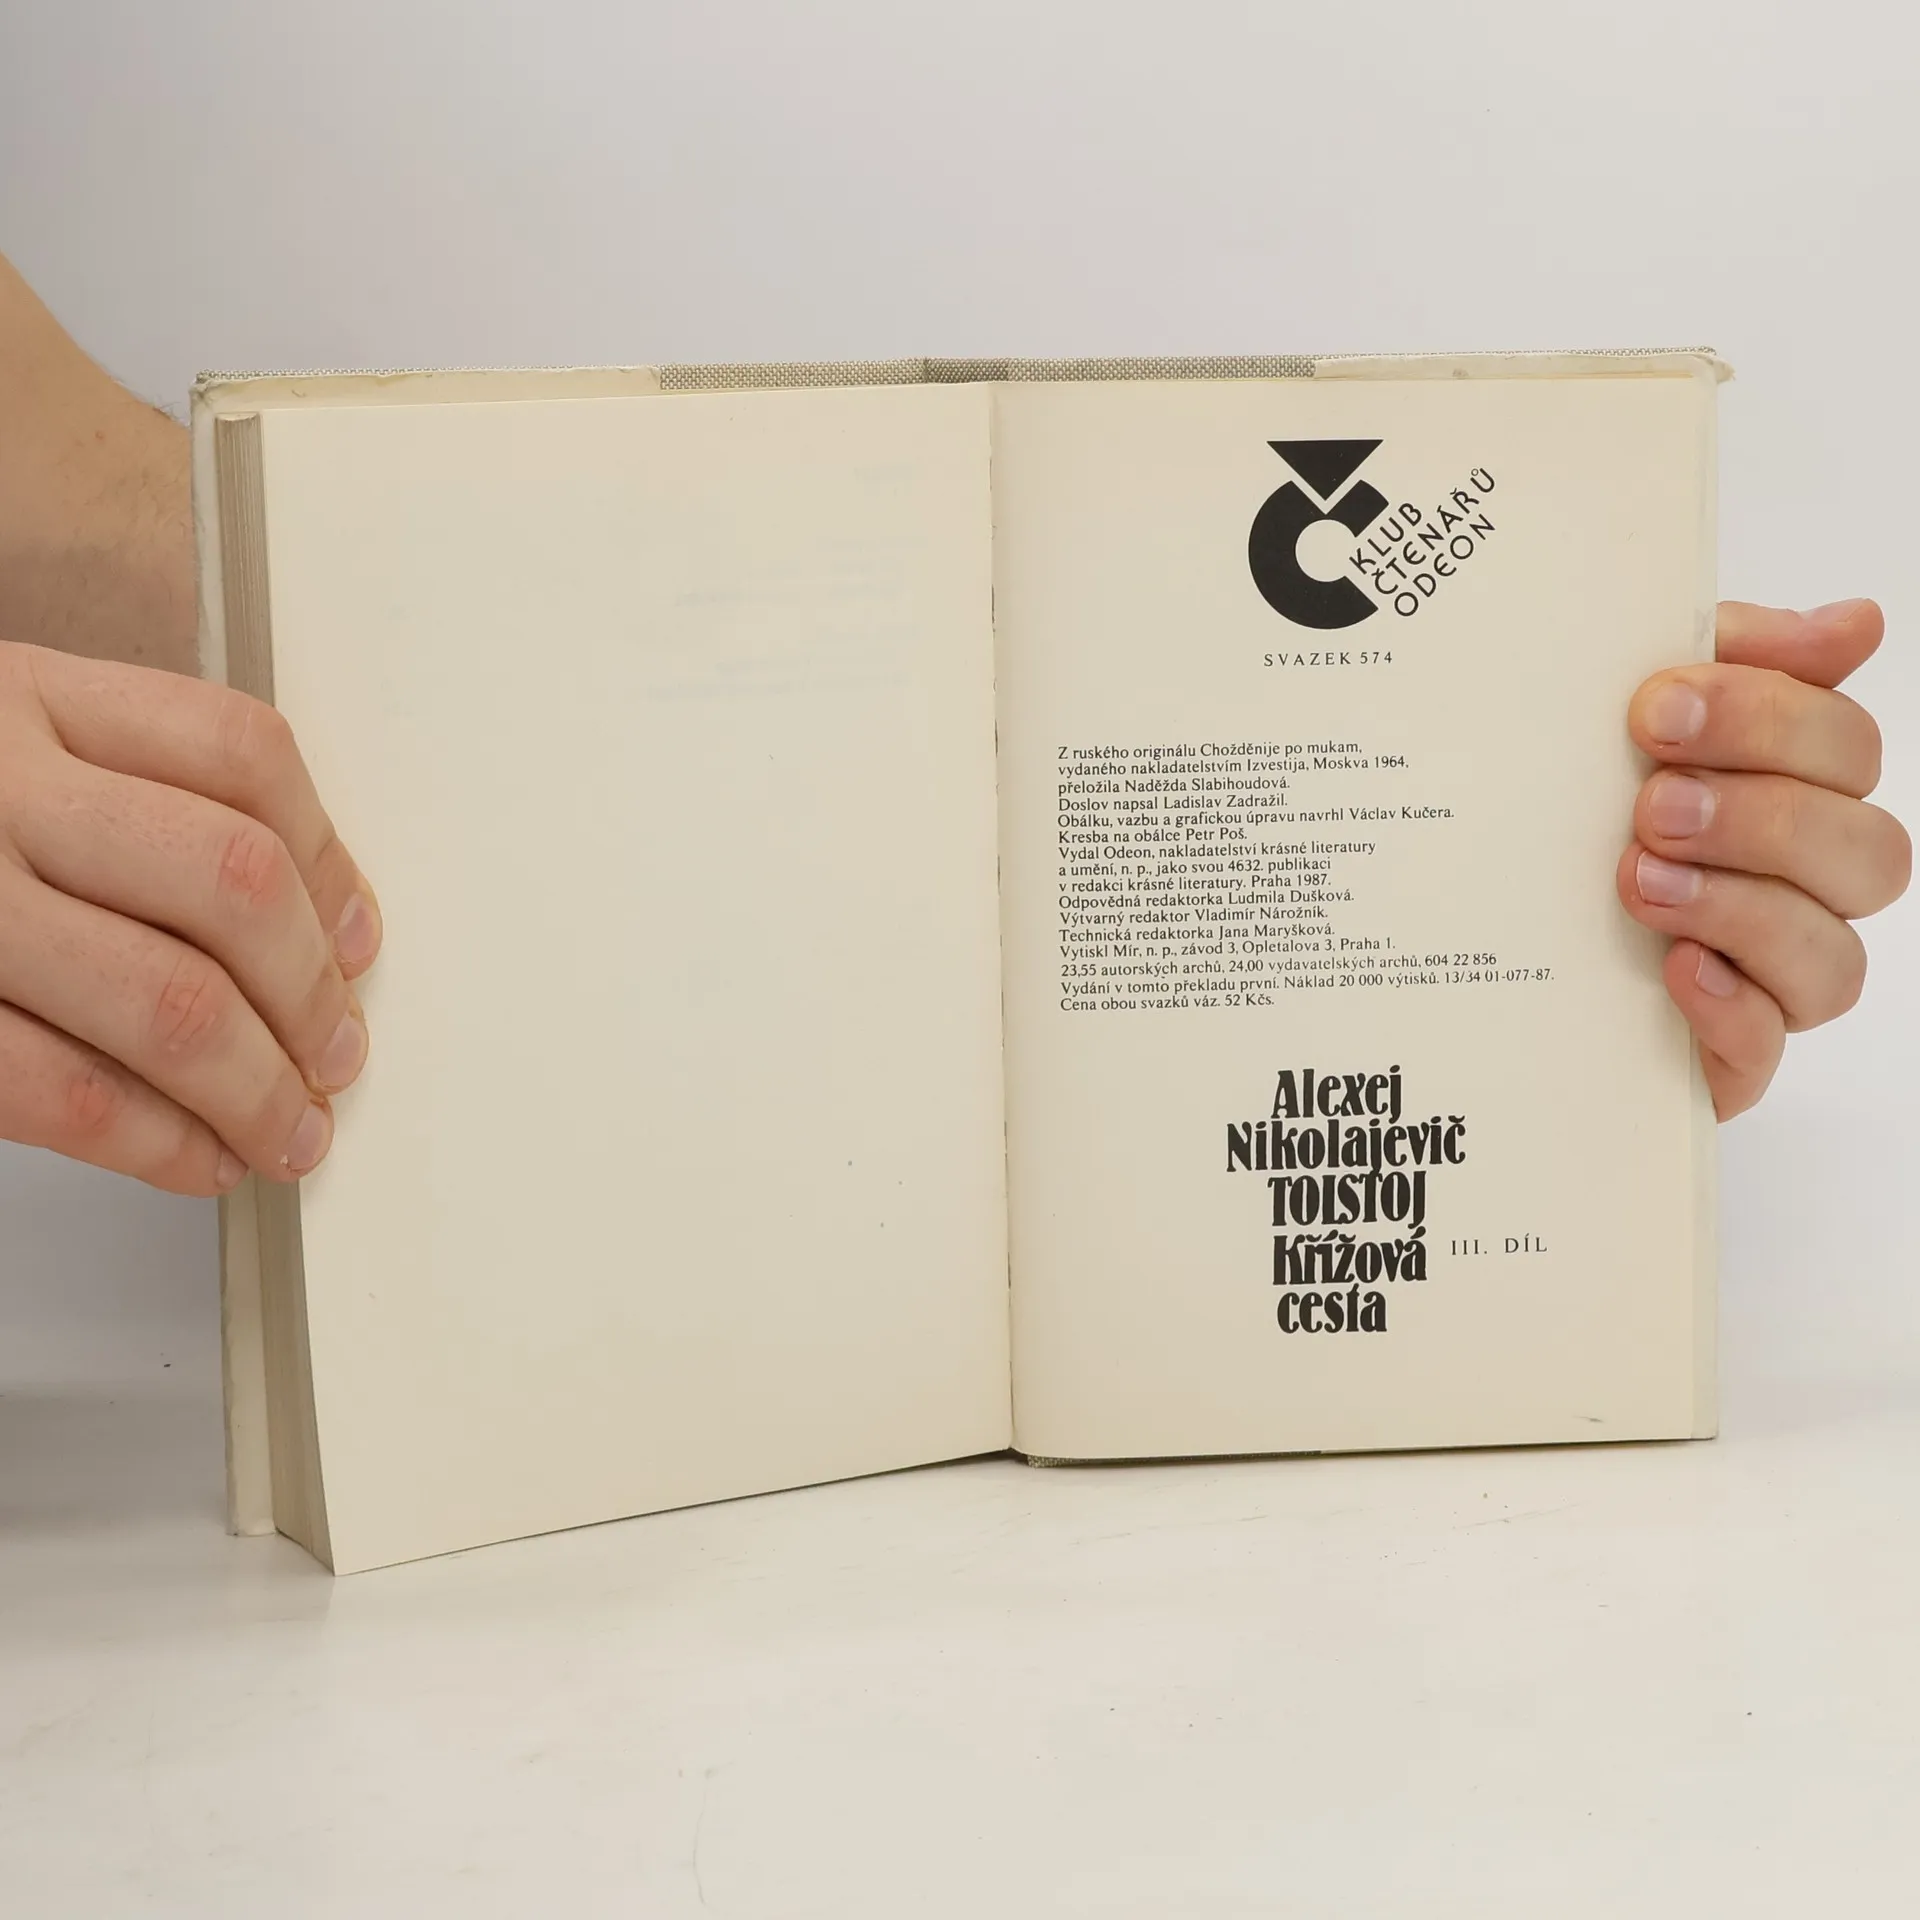 KLUB
ČTENÁŘŮ
ODEON
SVAZEK 574
Z ruského originálu Chožděnije po mukam,
vydaného nakladatelstvím Izvestija, Moskva 1964,
přeložila Naděžda Slabihoudová.
Doslov napsal Ladislav Zadražil.
Obálku, vazbu a grafickou úpravu navrhl Václav Kučera.
Kresba na obálce Petr Poš.
Vydal Odeon, nakladatelství krásné literatury
a umění, n. p., jako svou 4632. publikaci
v redakci krásné literatury. Praha 1987.
Odpovědná redaktorka Ludmila Dušková.
Výtvarný redaktor Vladimír Nárožník.
Technická redaktorka Jana Maryšková.
Vytiskl Mír, n. p., závod 3, Opletalova 3, Praha 1.
23,55 autorských archů, 24,00 vydavatelských archů, 604 22 856
Vydání v tomto překladu první. Náklad 20 000 výtisků. 13/34 01-077-87.
Cena obou svazků váz. 52 Kčs.
Alexej
Nikolajevič
TOLSTOJ
Křížová III. DÍL
cesta